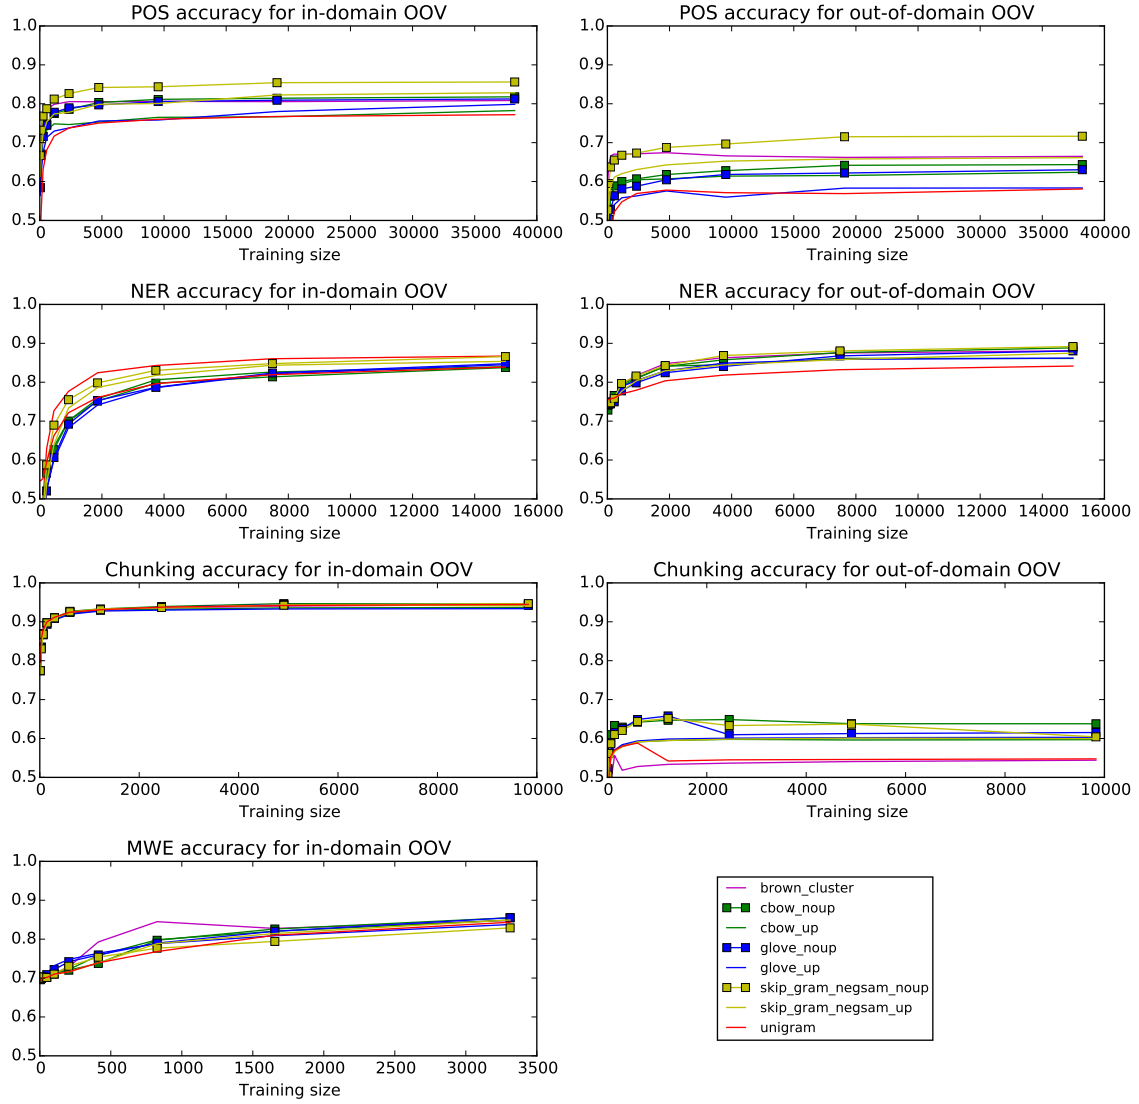 POS accuracy for in-domain OOV
1.0
0.9
0.8
0.7
0.6
0.5
0 5000 10000 15000 20000 25000 30000 35000 40000
Training size
POS accuracy for out-of-domain OOV
1.0
0.9
0.8
0.7
0.6
0.5
0 5000 10000 15000 20000 25000 30000 35000 40000
Training size
NER accuracy for in-domain OOV
1.0
0.9
0.8
0.7
0.6
0.5
0 2000 4000 6000 8000 10000 12000 14000 16000
Training size
NER accuracy for out-of-domain OOV
1.0
0.9
0.8
0.7
0.6
0.5
0 2000 4000 6000 8000 10000 12000 14000 16000
Training size
Chunking accuracy for in-domain OOV
1.0
0.9
0.8
0.7
0.6
0.5
0 2000 4000 6000 8000 10000
Training size
Chunking accuracy for out-of-domain OOV
1.0
0.9
0.8
0.7
0.6
0.5
0 2000 4000 6000 8000 10000
Training size
MWE accuracy for in-domain OOV
1.0
0.9
0.8
0.7
0.6
0.5
0 500 1000 1500 2000 2500 3000 3500
Training size
brown_cluster
cbow_noup
cbow_up
glove_noup
glove_up
skip_gram_negsam_noup
skip_gram_negsam_up
unigram